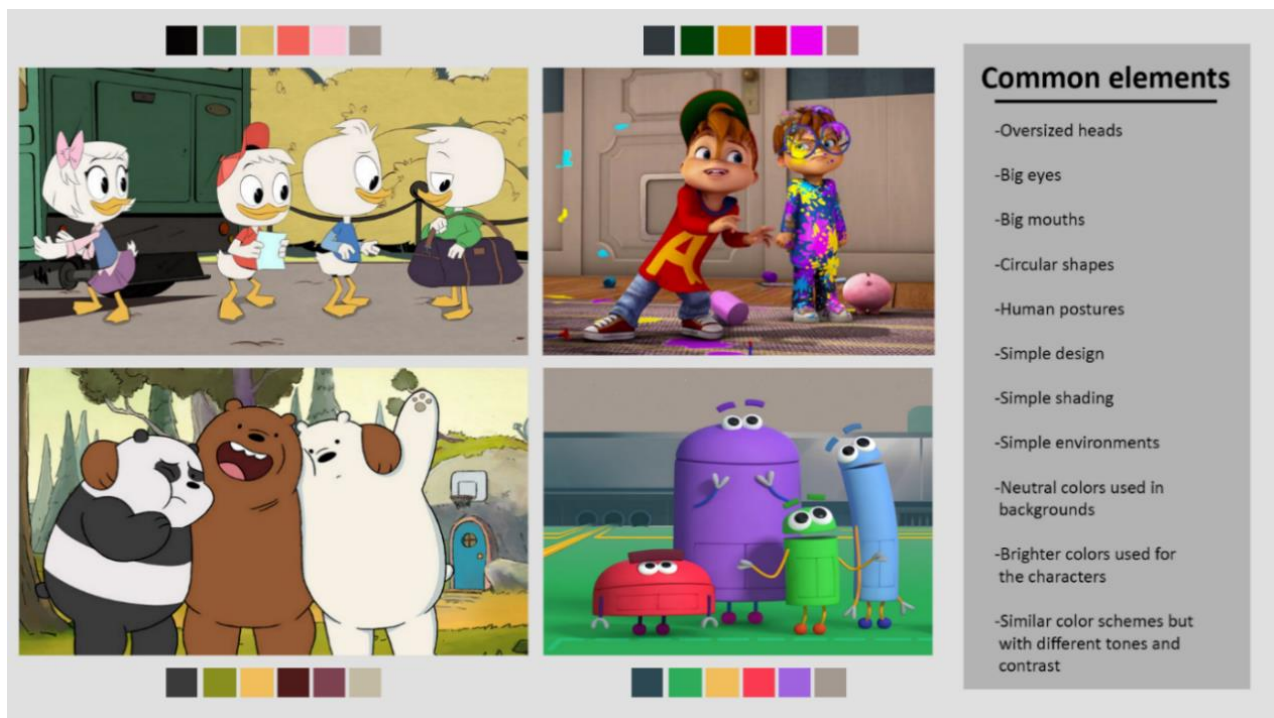 Common elements
-Oversized heads
-Big eyes
-Big mouths
-Circular shapes
-Human postures
-Simple design
-Simple shading
-Simple environments
-Neutral colors used in
backgrounds
-Brighter colors used for
the characters
-Similar color schemes but
with different tones and
contrast
A